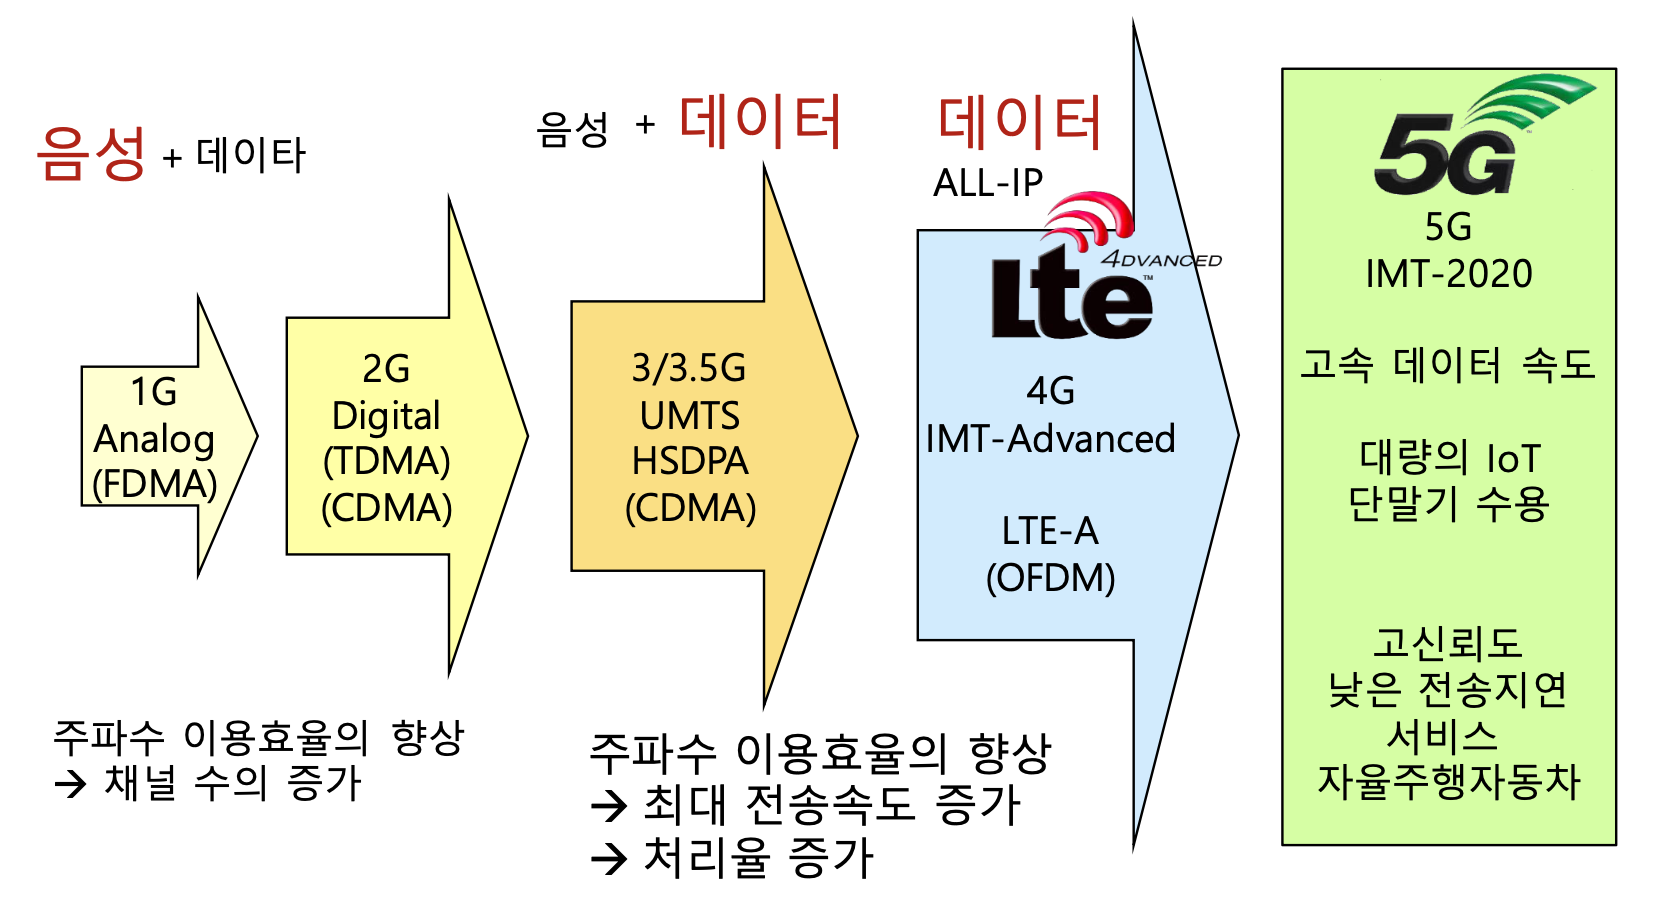 음성 + 데이타
1G
Analog
(FDMA)
2G
Digital
(TDMA)
(CDMA)
주파수 이용효율의 향상
→ 채널 수의 증가
음성 + 데이터
3/3.5G
UMTS
HSDPA
(CDMA)
주파수 이용효율의 향상
→ 최대 전송속도 증가
→ 처리율 증가
데이터
ALL-IP
4DVANCED
Lte™
4G
IMT-Advanced
LTE-A
(OFDM)
5G™
5G
IMT-2020
고속 데이터 속도
대량의 IoT
단말기 수용
고신뢰도
낮은 전송지연
서비스
자율주행자동차